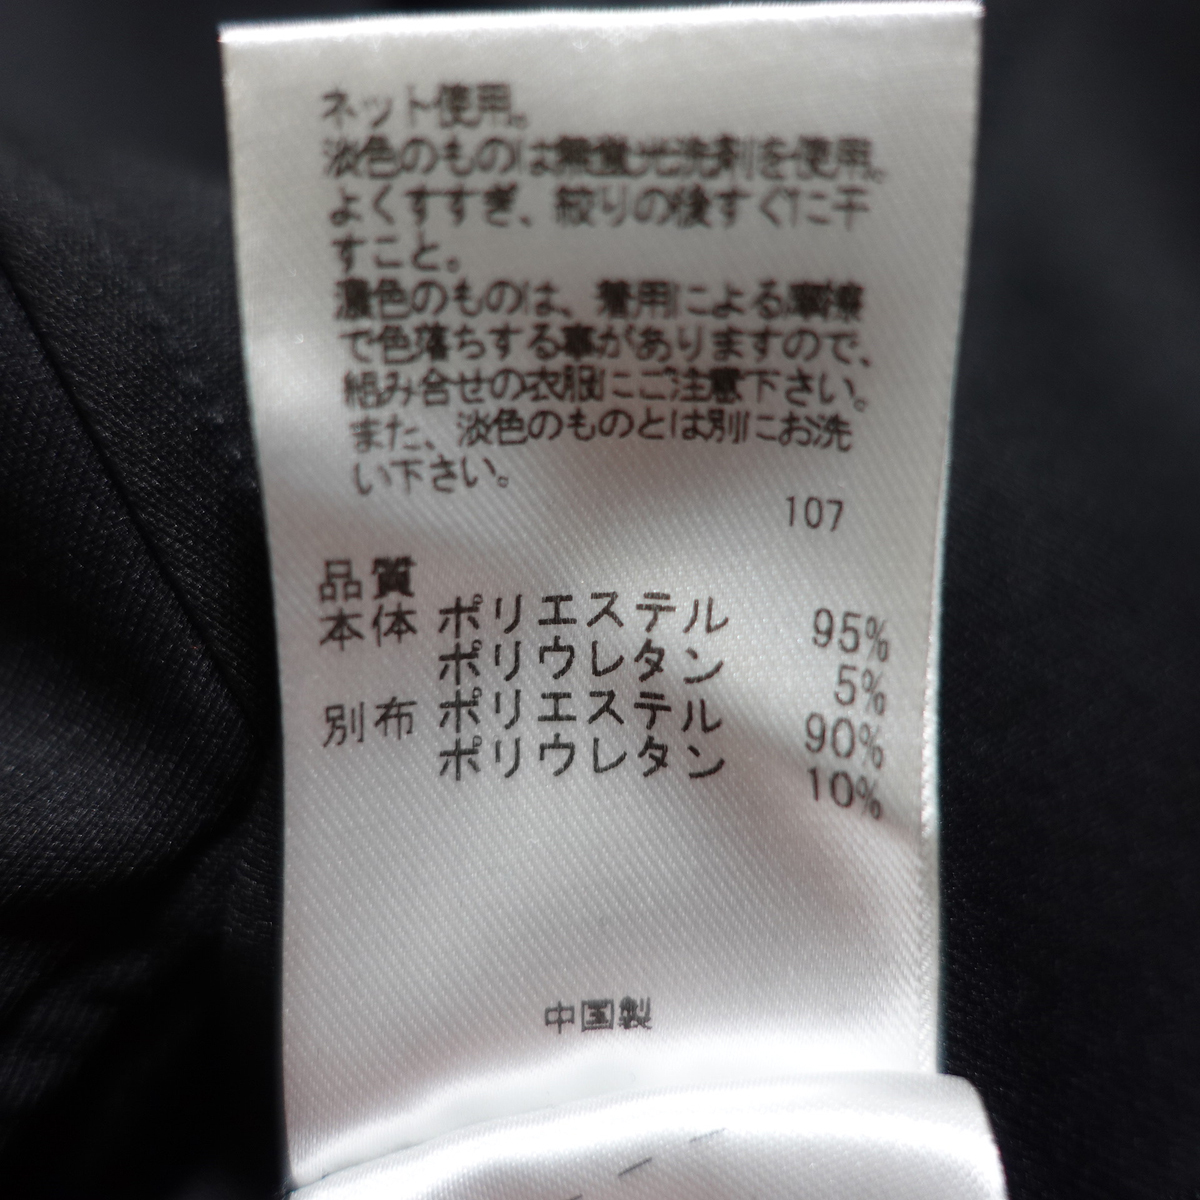 ネット使用。
淡色のものは無蛍光洗剤を使用。
よくすすぎ、絞りの後すぐに干
すこと。
濃色のものは、着用による摩擦
で色落ちする事がありますので、
組み合せの衣服にご注意下さい。
また、淡色のものとは別にお洗
い下さい。
107
品質
本体 ポリエステル 95%
ポリウレタン 5%
別布 ポリエステル 90%
ポリウレタン 10%
中国製